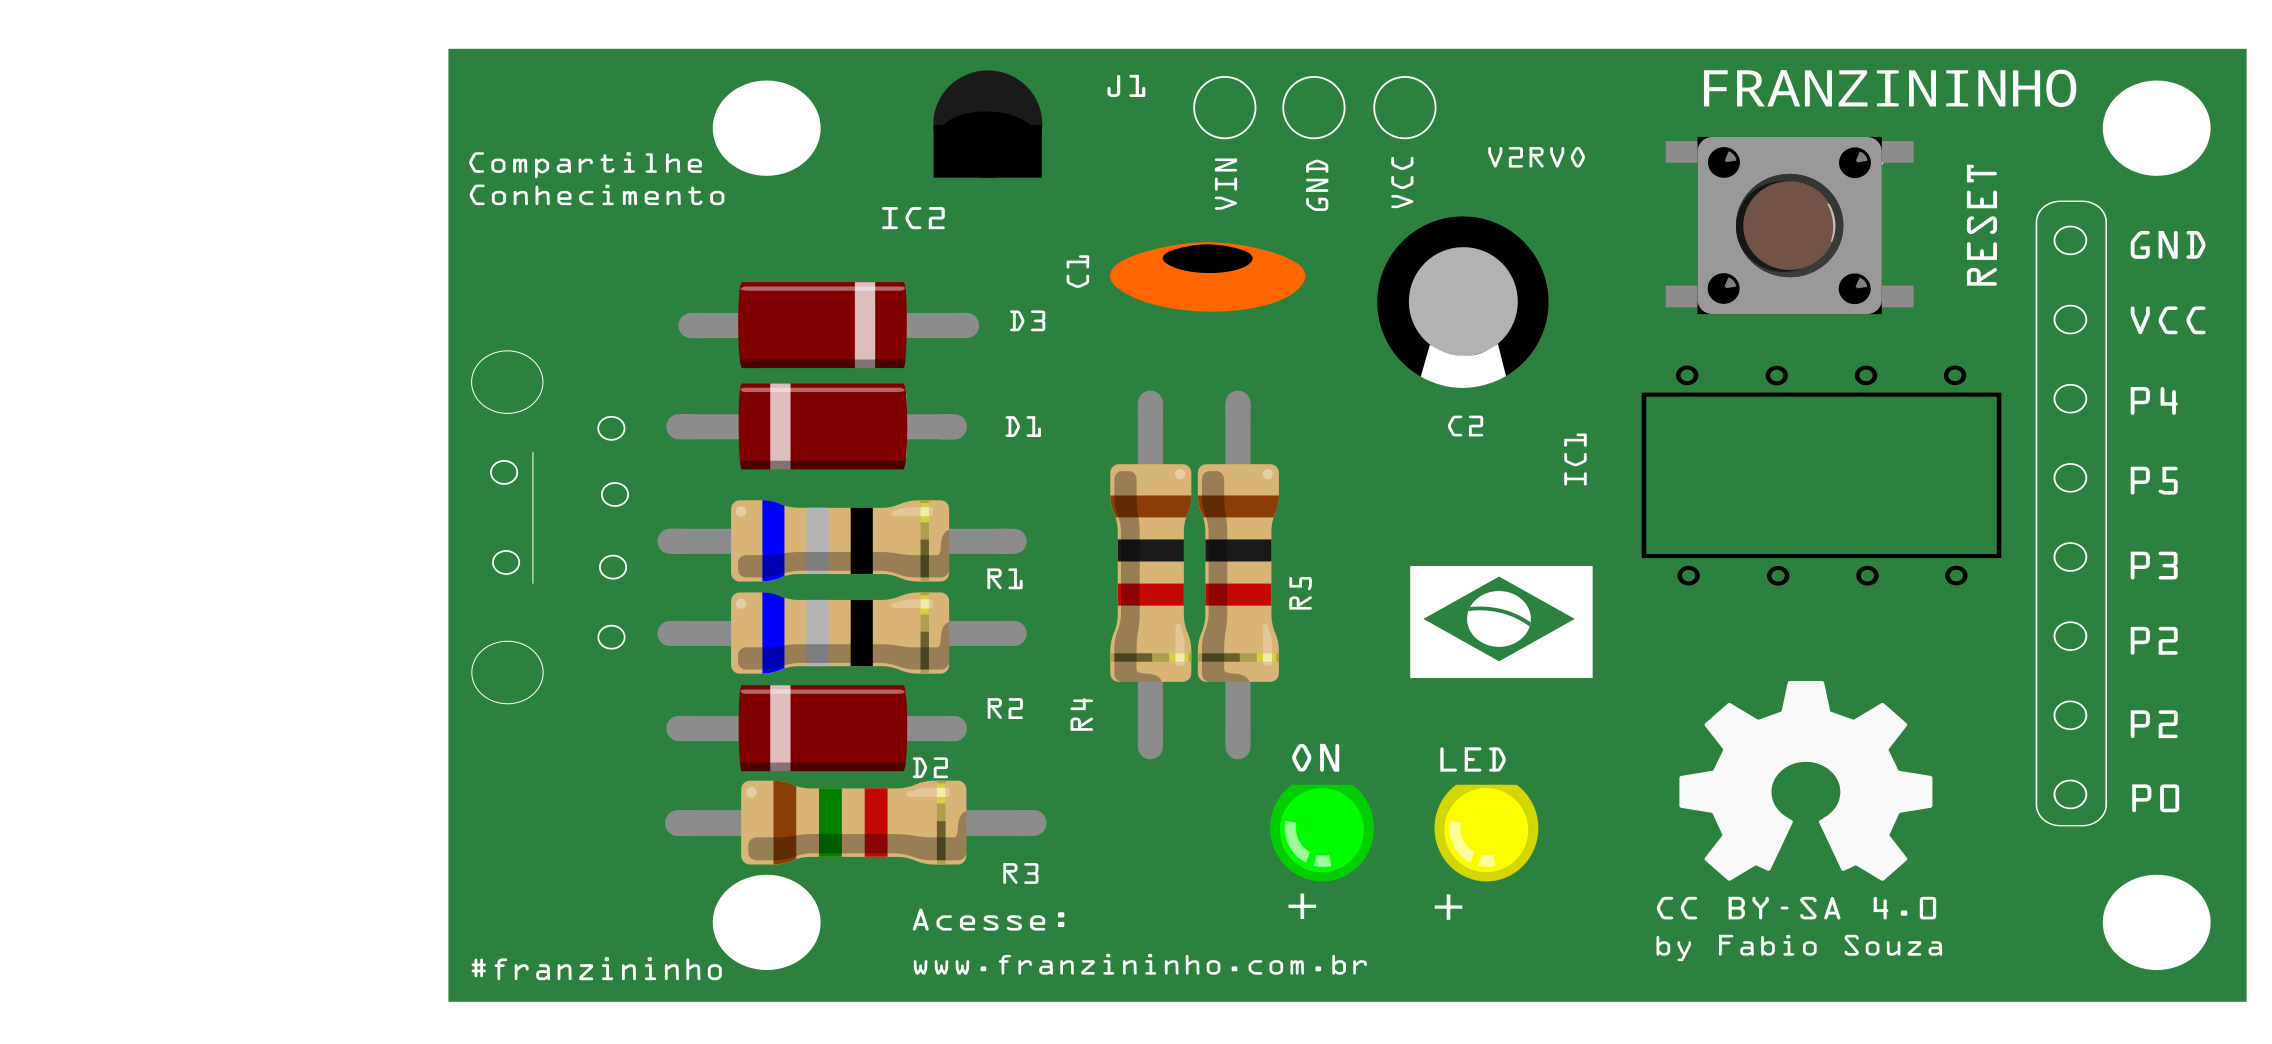 J1
FRANZININHO
Compartilhe
Conhecimento
VIN
GND
VCC
V2RV0
IC2
RESET
C1
D3
D1
C2
IC1
R1
R2
R4
R5
D2
R3
ON
LED
+
+
GND
VCC
P4
P5
P3
P2
P2
P0
Acesse:
www.franzininho.com.br
#franzininho
CC BY-SA 4.0
by Fabio Souza